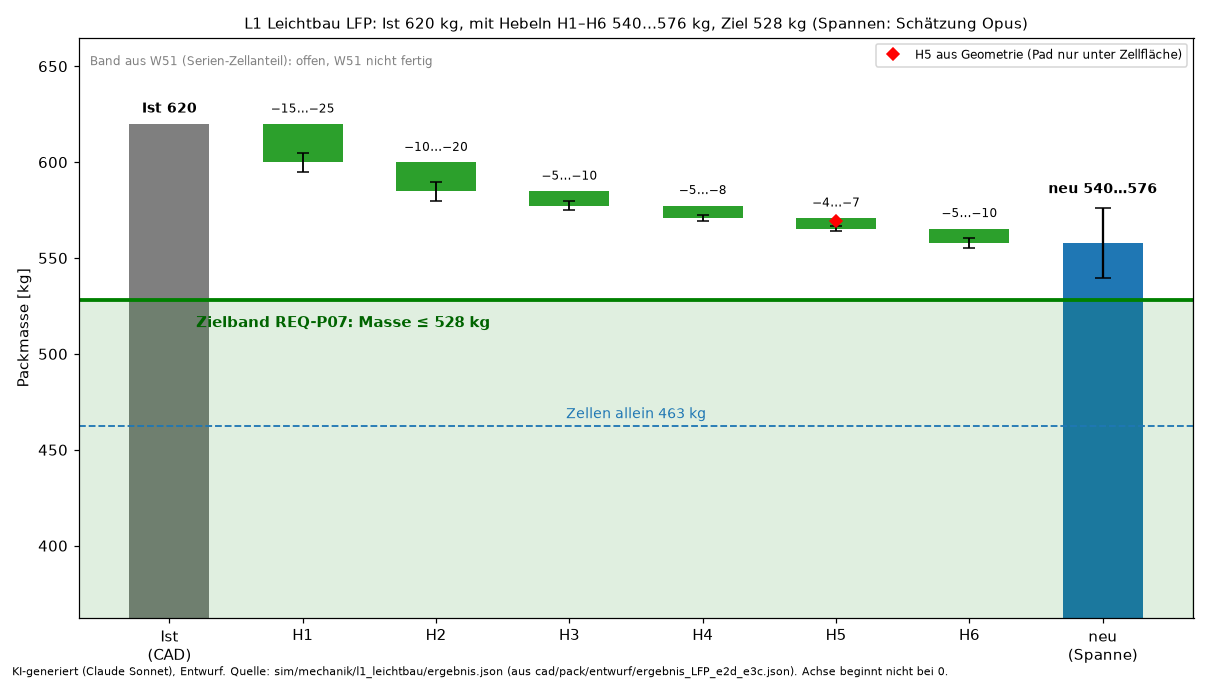 L1 Leichtbau LFP: Ist 620 kg, mit Hebeln H1–H6 540…576 kg, Ziel 528 kg (Spannen: Schätzung Opus)
Band aus W51 (Serien-Zellanteil): offen, W51 nicht fertig
H5 aus Geometrie (Pad nur unter Zellfläche)
Ist 620
−15…−25
−10…−20
−5…−10
−5…−8
−4…−7
−5…−10
neu 540…576
Zielband REQ-P07: Masse ≤ 528 kg
Zellen allein 463 kg
Packmasse [kg]
650
600
550
500
450
400
Ist
(CAD)
H1
H2
H3
H4
H5
H6
neu
(Spanne)
KI-generiert (Claude Sonnet), Entwurf. Quelle: sim/mechanik/l1_leichtbau/ergebnis.json (aus cad/pack/entwurf/ergebnis_LFP_e2d_e3c.json). Achse beginnt nicht bei 0.